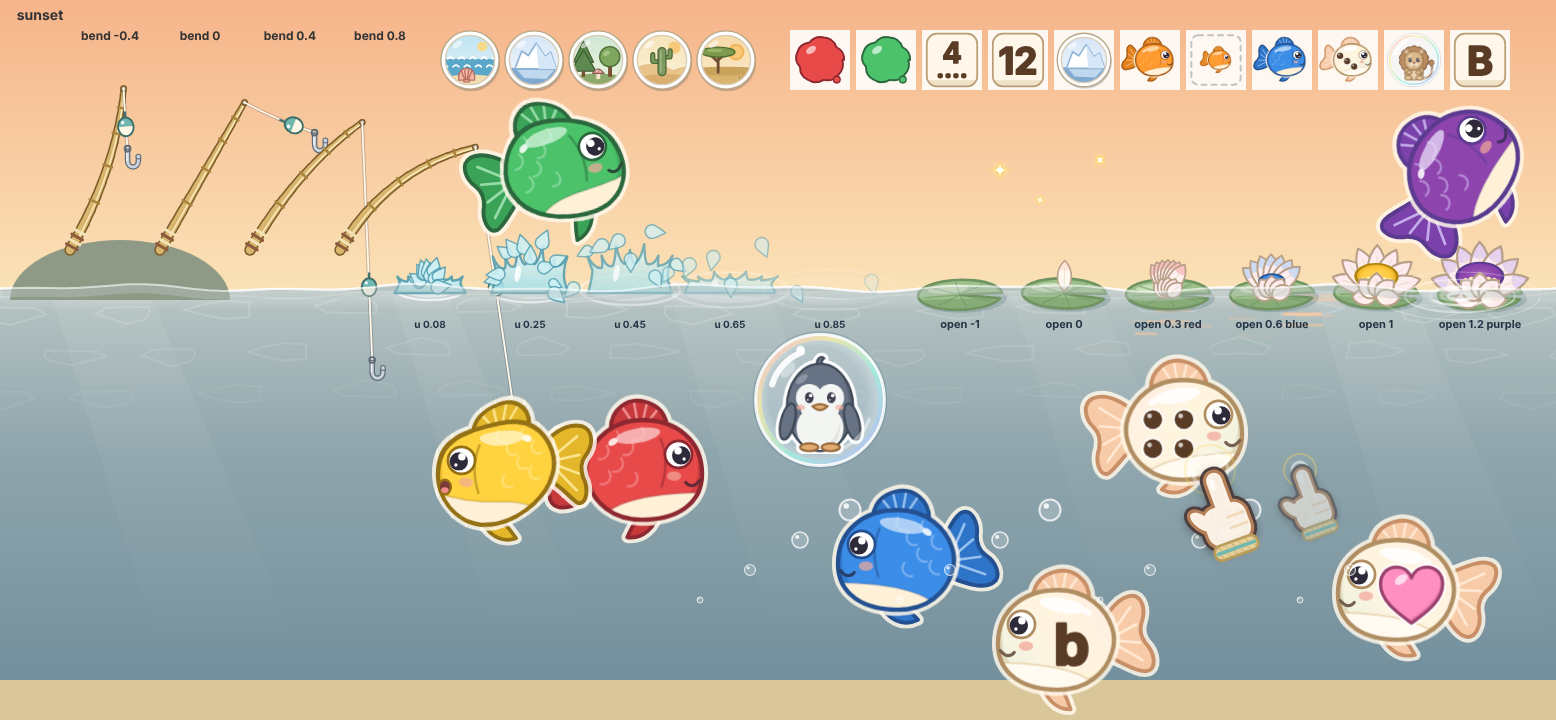 sunset
bend -0.4
bend 0
bend 0.4
bend 0.8
4
12
B
u 0.08
u 0.25
u 0.45
u 0.65
u 0.85
open -1
open 0
open 0.3 red
open 0.6 blue
open 1
open 1.2 purple
b